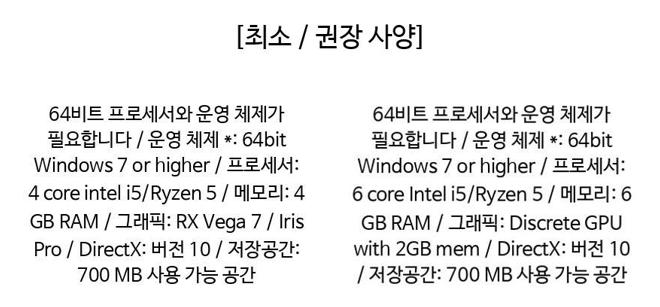 [최소 / 권장 사양]
64비트 프로세서와 운영 체제가
필요합니다 / 운영 체제 *: 64bit
Windows 7 or higher / 프로세서:
4 core intel i5/Ryzen 5 / 메모리: 4
GB RAM / 그래픽: RX Vega 7 / Iris
Pro / DirectX: 버전 10 / 저장공간:
700 MB 사용 가능 공간
64비트 프로세서와 운영 체제가
필요합니다 / 운영 체제 *: 64bit
Windows 7 or higher / 프로세서:
6 core Intel i5/Ryzen 5 / 메모리: 6
GB RAM / 그래픽: Discrete GPU
with 2GB mem / DirectX: 버전 10
/ 저장공간: 700 MB 사용 가능 공간